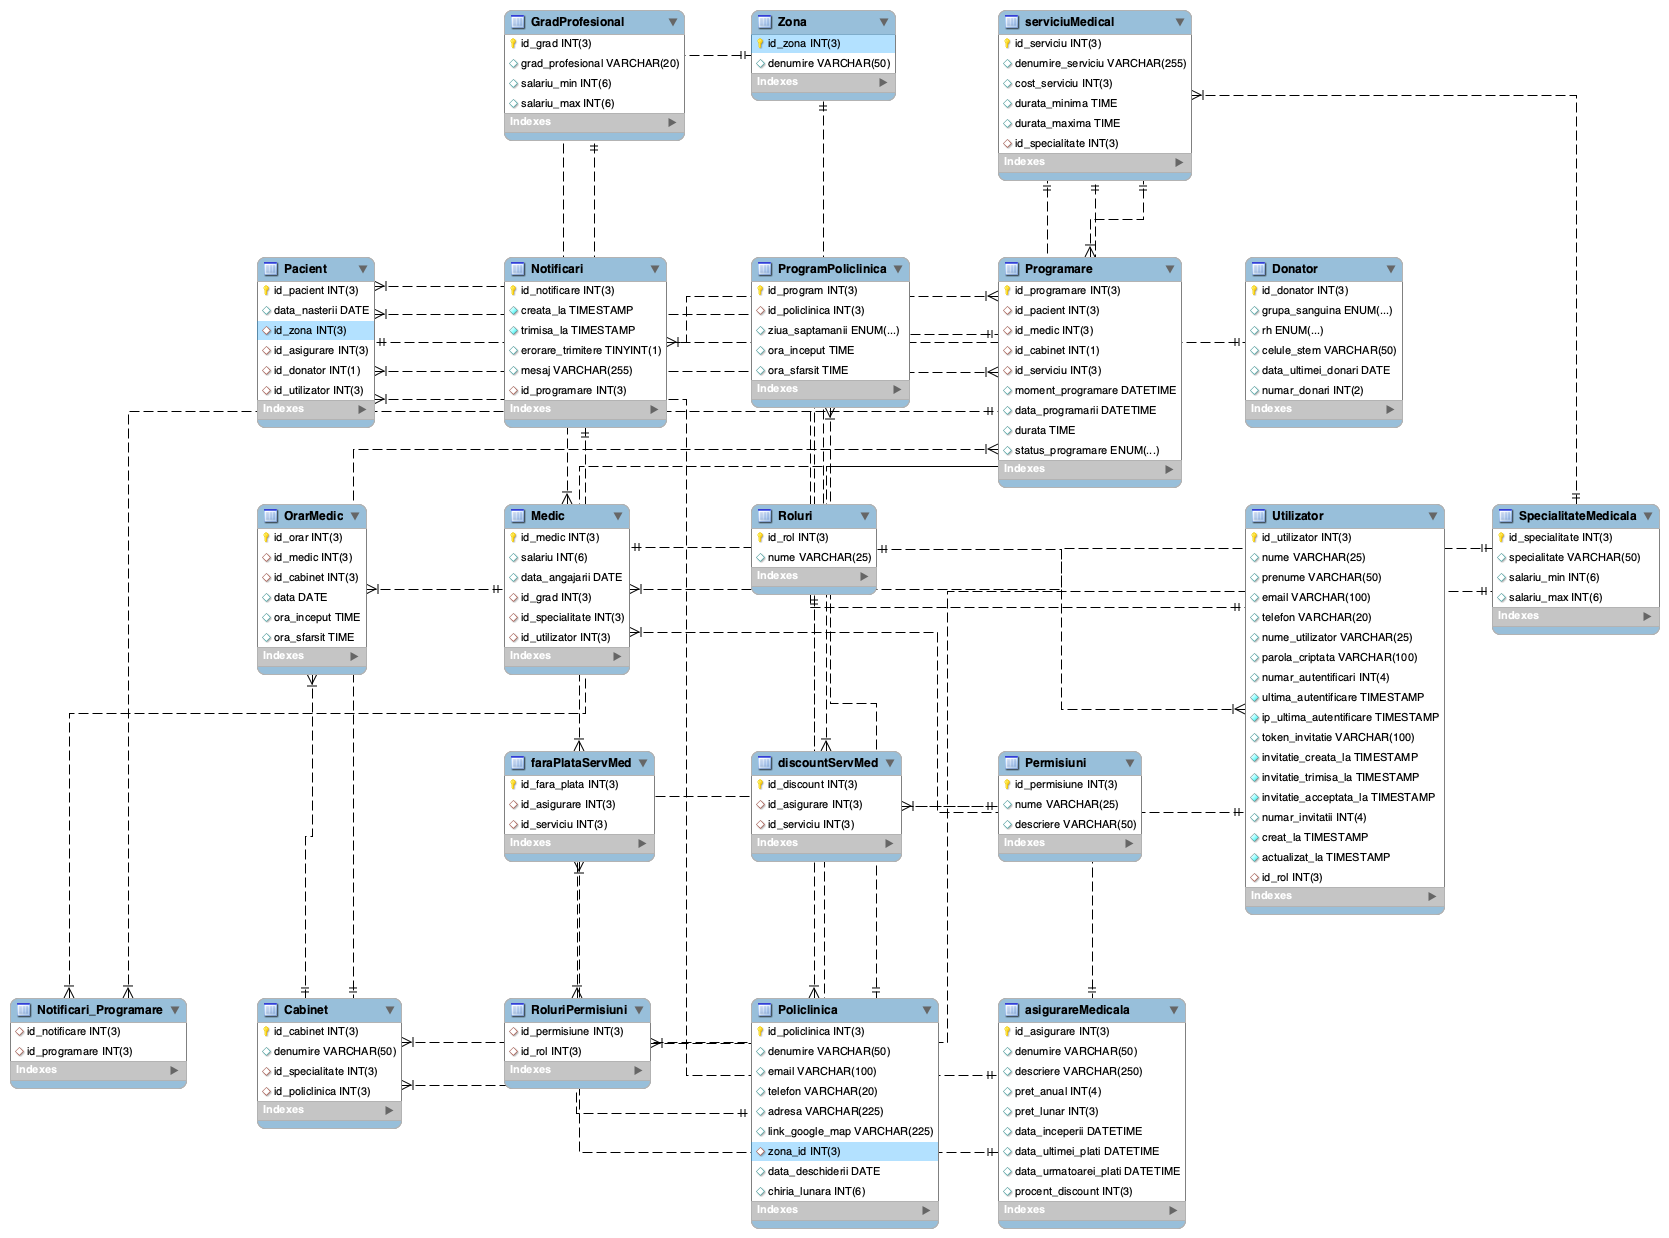 GradProfesional
id_grad INT(3)
grad_profesional VARCHAR(20)
salariu_min INT(6)
salariu_max INT(6)
Indexes
Zona
id_zona INT(3)
denumire VARCHAR(50)
Indexes
serviciuMedical
id_serviciu INT(3)
denumire_serviciu VARCHAR(255)
cost_serviciu INT(3)
durata_minima TIME
durata_maxima TIME
id_specialitate INT(3)
Indexes
Pacient
id_pacient INT(3)
data_nasterii DATE
id_zona INT(3)
id_asigurare INT(3)
id_donator INT(1)
id_utilizator INT(3)
Indexes
Notificari
id_notificare INT(3)
creata_la TIMESTAMP
trimisa_la TIMESTAMP
erorare_trimitere TINYINT(1)
mesaj VARCHAR(255)
id_programare INT(3)
Indexes
ProgramPoliclinica
id_program INT(3)
id_policlinica INT(3)
ziua_saptamanii ENUM(...)
ora_inceput TIME
ora_sfarsit TIME
Indexes
Programare
id_programare INT(3)
id_pacient INT(3)
id_medic INT(3)
id_cabinet INT(1)
id_serviciu INT(3)
moment_programare DATETIME
data_programarii DATETIME
durata TIME
status_programare ENUM(...)
Indexes
Donator
id_donator INT(3)
grupa_sanguina ENUM(...)
rh ENUM(...)
celule_stem VARCHAR(50)
data_ultimei_donari DATE
numar_donari INT(2)
Indexes
OrarMedic
id_orar INT(3)
id_medic INT(3)
id_cabinet INT(3)
data DATE
ora_inceput TIME
ora_sfarsit TIME
Indexes
Medic
id_medic INT(3)
salariu INT(6)
data_angajarii DATE
id_grad INT(3)
id_specialitate INT(3)
id_utilizator INT(3)
Indexes
Roluri
id_rol INT(3)
nume VARCHAR(25)
Indexes
Utilizator
id_utilizator INT(3)
nume VARCHAR(25)
prenume VARCHAR(50)
email VARCHAR(100)
telefon VARCHAR(20)
nume_utilizator VARCHAR(25)
parola_criptata VARCHAR(100)
numar_autentificari INT(4)
ultima_autentificare TIMESTAMP
ip_ultima_autentificare TIMESTAMP
token_invitatie VARCHAR(100)
invitatie_creata_la TIMESTAMP
invitatie_trimisa_la TIMESTAMP
invitatie_acceptata_la TIMESTAMP
numar_invitatii INT(4)
creat_la TIMESTAMP
actualizat_la TIMESTAMP
id_rol INT(3)
Indexes
SpecialitateMedicala
id_specialitate INT(3)
specialitate VARCHAR(50)
salariu_min INT(6)
salariu_max INT(6)
Indexes
faraPlataServMed
id_fara_plata INT(3)
id_asigurare INT(3)
id_serviciu INT(3)
Indexes
discountServMed
id_discount INT(3)
id_asigurare INT(3)
id_serviciu INT(3)
Indexes
Permisiuni
id_permisiune INT(3)
nume VARCHAR(25)
descriere VARCHAR(50)
Indexes
Notificari_Programare
id_notificare INT(3)
id_programare INT(3)
Indexes
Cabinet
id_cabinet INT(3)
denumire VARCHAR(50)
id_specialitate INT(3)
id_policlinica INT(3)
Indexes
RoluriPermisiuni
id_permisiune INT(3)
id_rol INT(3)
Indexes
Policlinica
id_policlinica INT(3)
denumire VARCHAR(50)
email VARCHAR(100)
telefon VARCHAR(20)
adresa VARCHAR(225)
link_google_map VARCHAR(225)
zona_id INT(3)
data_deschiderii DATE
chiria_lunara INT(6)
Indexes
asigurareMedicala
id_asigurare INT(3)
denumire VARCHAR(50)
descriere VARCHAR(250)
pret_anual INT(4)
pret_lunar INT(3)
data_inceperii DATETIME
data_ultimei_plati DATETIME
data_urmatoarei_plati DATETIME
procent_discount INT(3)
Indexes